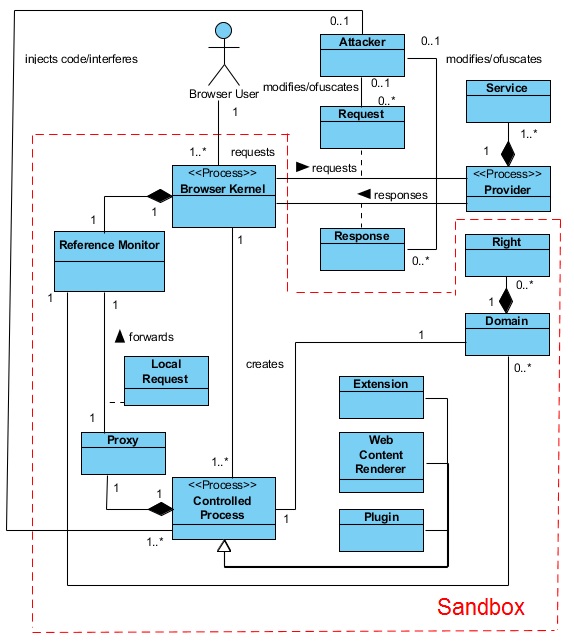 0..1
Attacker
0..1
injects code/interferes
modifies/ofuscates
0..1
Browser User
modifies/ofuscates
0..*
Service
1
Request
1
1..*
1..*
requests
requests
<<Process>>
Browser Kernel
<<Process>>
Provider
responses
1
1
Reference Monitor
1
Response
Right
0..*
0..*
1
1
1
Domain
forwards
1
Local
Request
creates
0..*
Extension
1
Proxy
Web
Content
Renderer
1..*
1
1
<<Process>>
Controlled
Process
1
Plugin
1..*
Sandbox